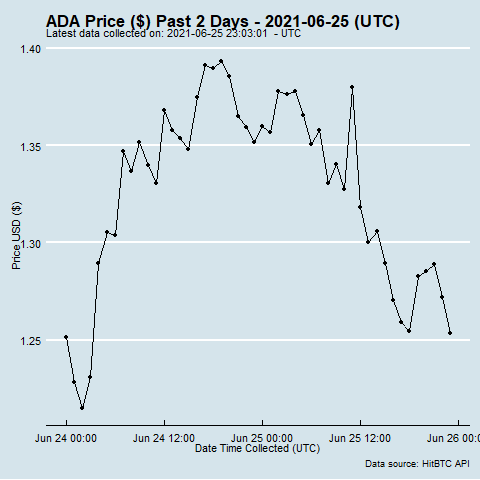 ADA Price ($) Past 2 Days - 2021-06-25 (UTC)
Latest data collected on: 2021-06-25 23:03:01 - UTC
1.40
1.35
1.30
1.25
Price USD ($)
Jun 24 00:00 Jun 24 12:00 Jun 25 00:00 Jun 25 12:00 Jun 26 00:00
Date Time Collected (UTC)
Data source: HitBTC API